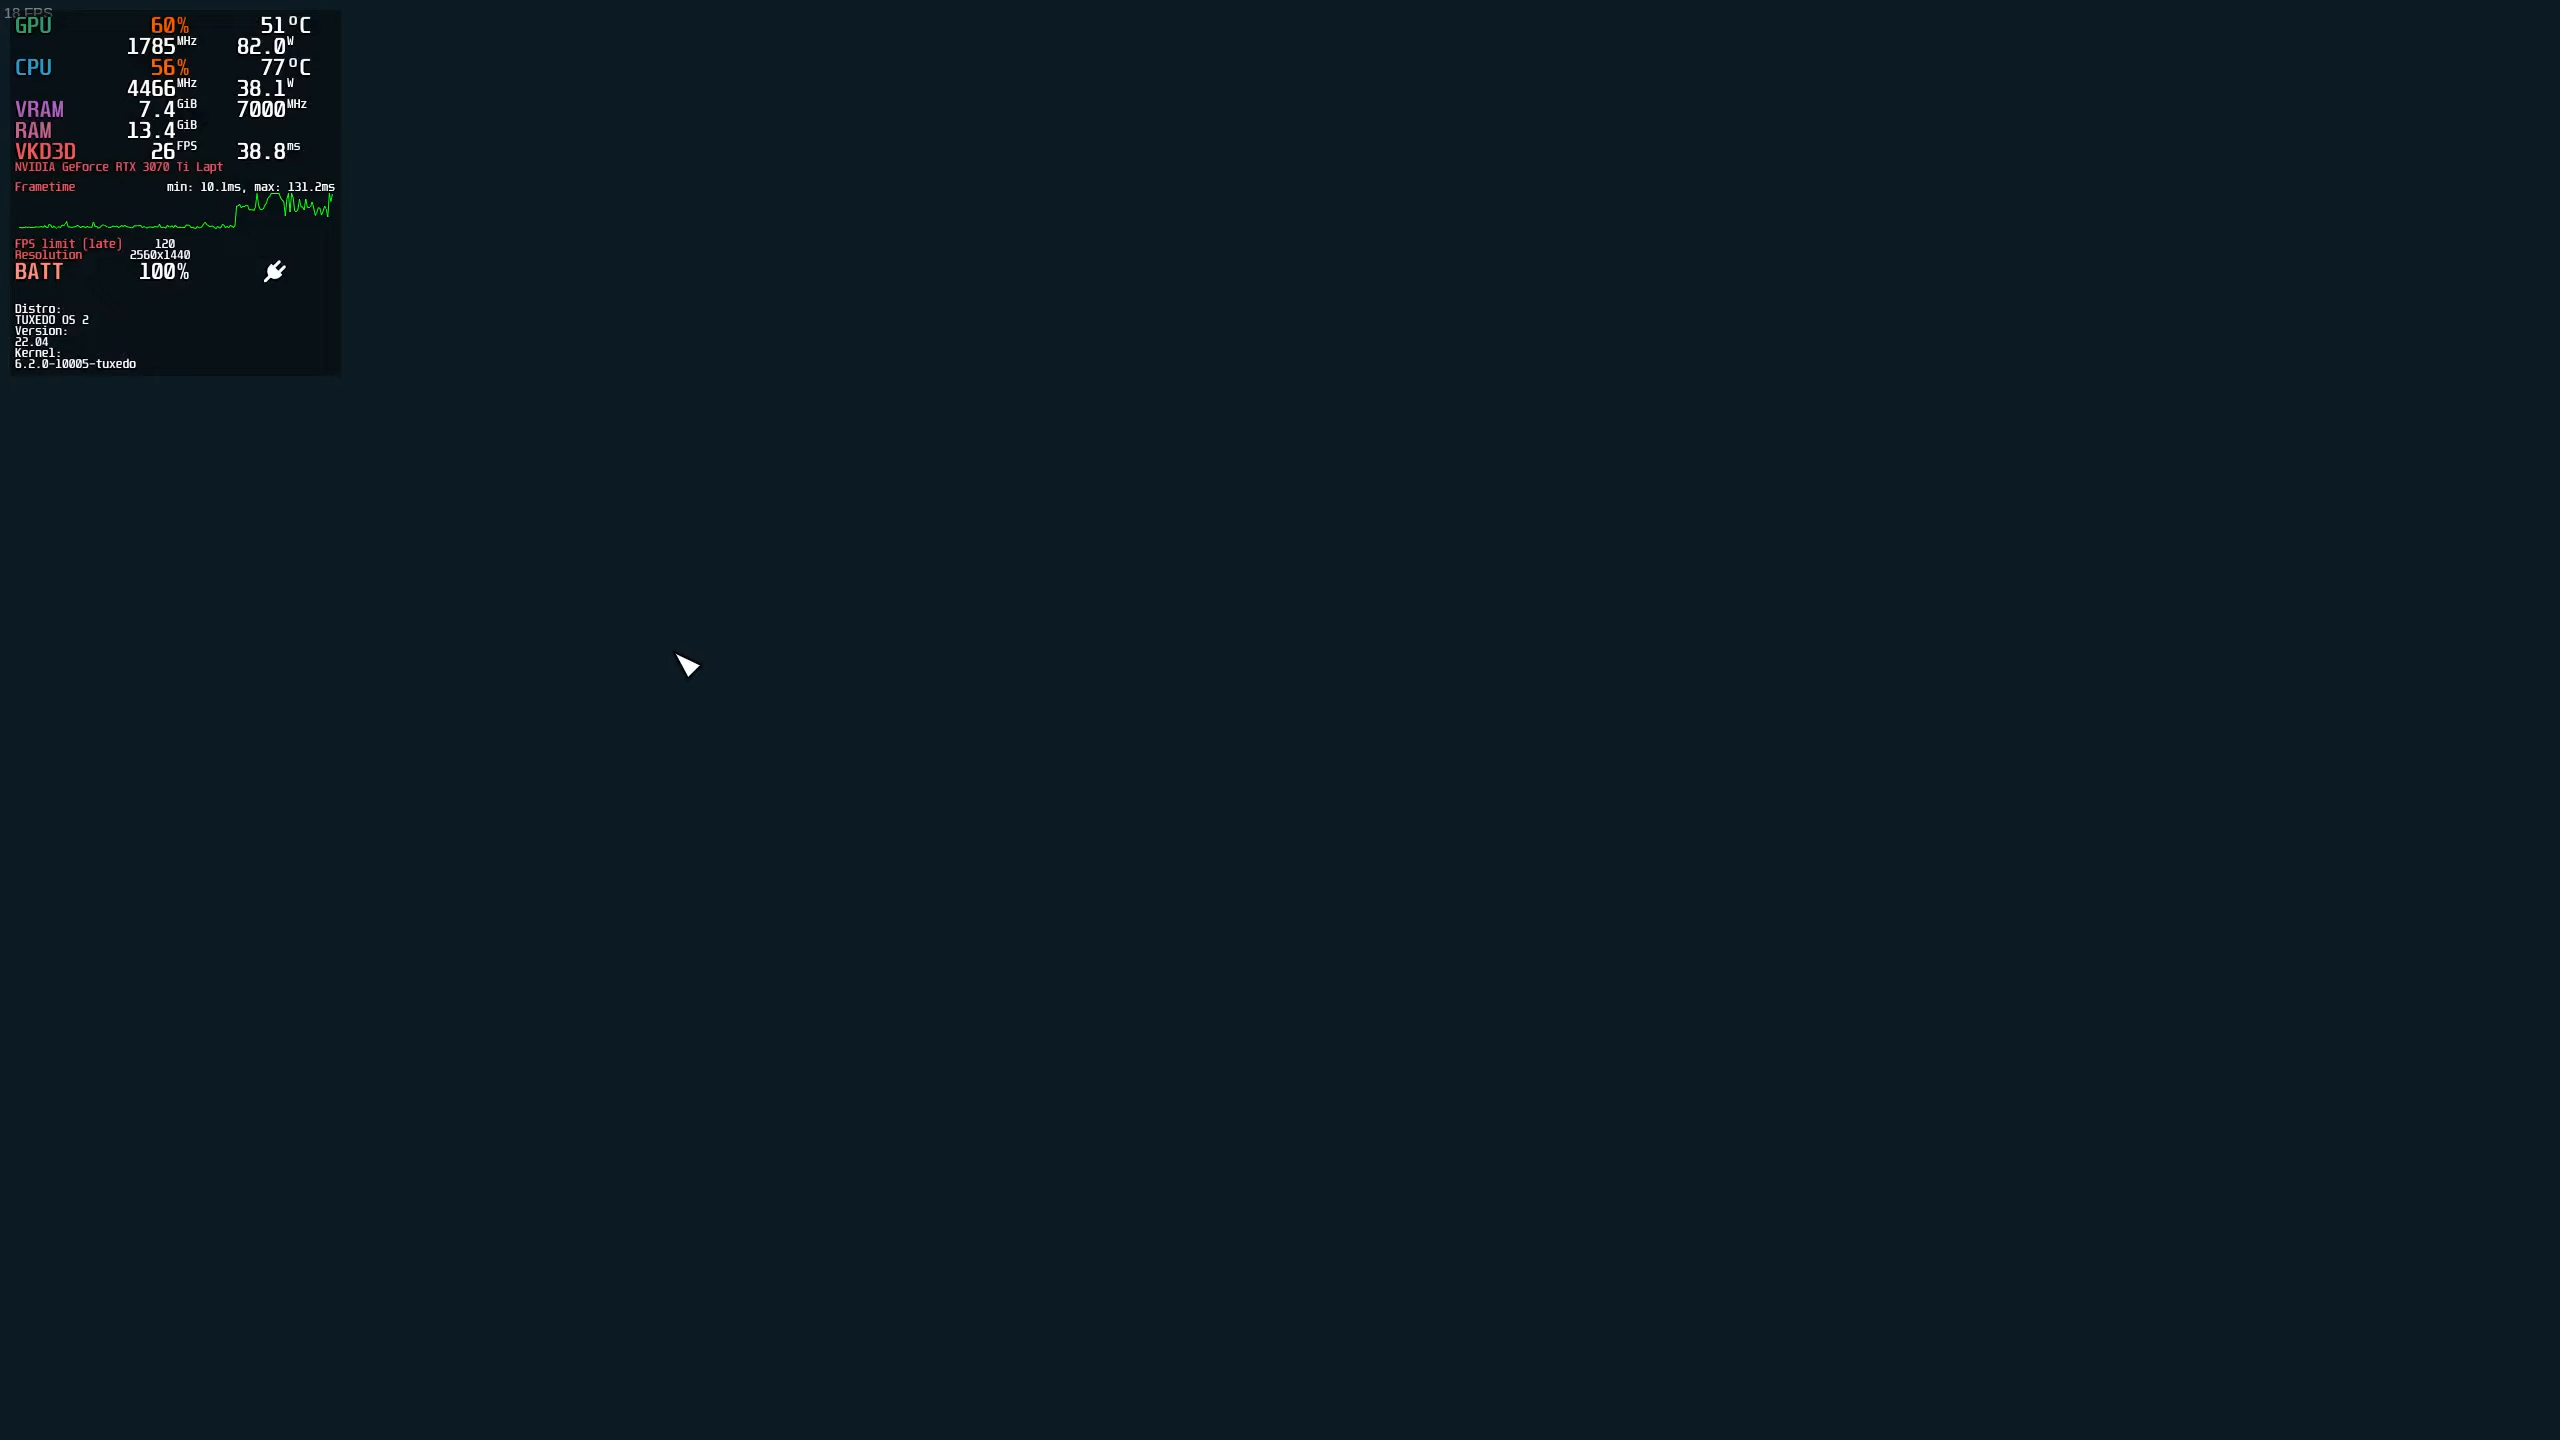 18 FPS
GPU 60% 51°C
1785MHz 82.0W
CPU 56% 77°C
4466MHz 38.1W
VRAM 7.4GiB 7000MHz
RAM 13.4GiB
VKD3D 26FPS 38.8ms
NVIDIA GeForce RTX 3070 Ti Lapt
Frametime min: 10.1ms, max: 131.2ms
FPS limit (late) 120
Resolution 2560x1440
BATT 100%
Distro:
TUXEDO OS 2
Version:
22.04
Kernel:
6.2.0-10005-tuxedo